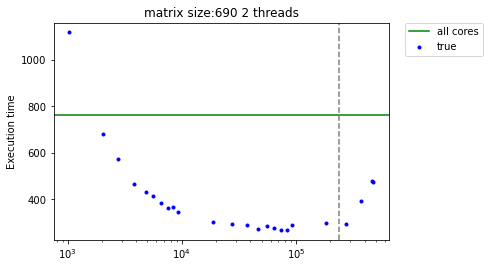 matrix size:690 2 threads
all cores
true
Execution time
1000
800
600
400
10³
10⁴
10⁵